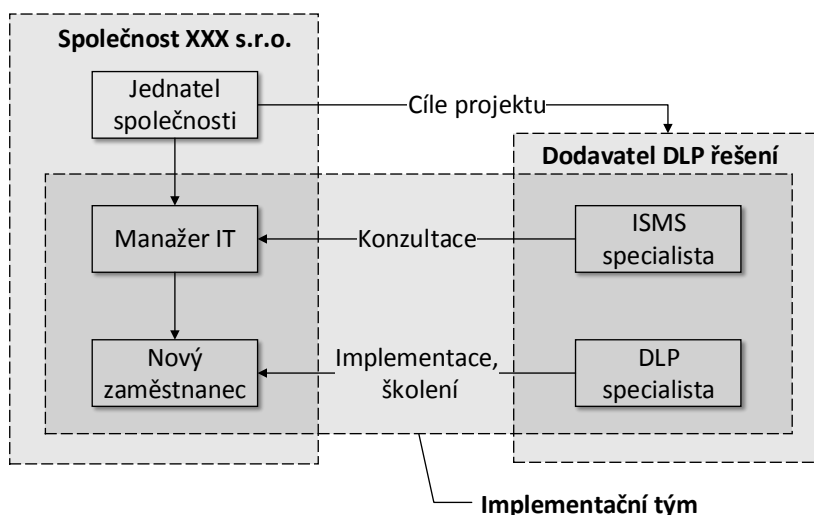 Společnost XXX s.r.o.
Jednatel
společnosti
Cíle projektu
Dodavatel DLP řešení
Manažer IT
Konzultace
ISMS
specialista
Nový
zaměstnanec
Implementace,
školení
DLP
specialista
Implementační tým